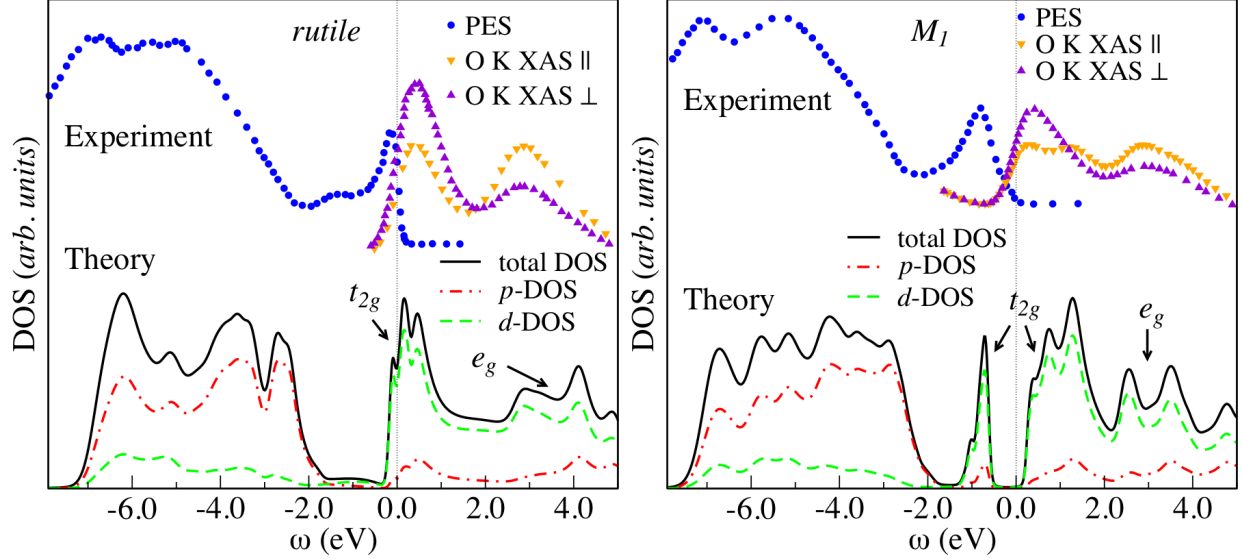 rutile
PES
O K XAS ||
O K XAS ⊥
Experiment
Theory
total DOS
p-DOS
d-DOS
t2g
eg
DOS (arb. units)
-6.0 -4.0 -2.0 0.0 2.0 4.0
ω (eV)
M1
PES
O K XAS ||
O K XAS ⊥
Experiment
Theory
total DOS
p-DOS
d-DOS
t2g
eg
DOS (arb. units)
-6.0 -4.0 -2.0 0.0 2.0 4.0
ω (eV)